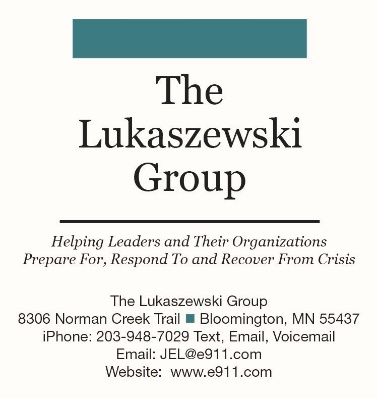 The
Lukaszewski
Group
Helping Leaders and Their Organizations
Prepare For, Respond To and Recover From Crisis
The Lukaszewski Group
8306 Norman Creek Trail ■ Bloomington, MN 55437
iPhone: 203-948-7029 Text, Email, Voicemail
Email: JEL@e911.com
Website: www.e911.com